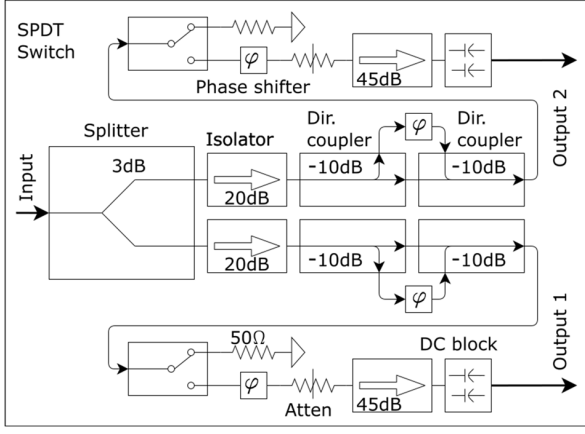 SPDT
Switch
φ
Phase shifter
45dB
Output 2
Splitter
Isolator
Dir.
coupler
φ
Dir.
coupler
Input
3dB
-10dB
-10dB
20dB
20dB
-10dB
-10dB
φ
50Ω
DC block
Output 1
φ
Atten
45dB